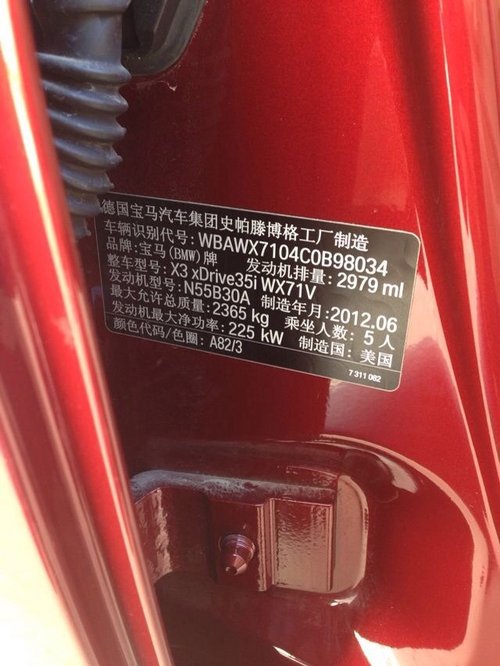 德国宝马汽车集团史帕滕博格工厂制造
车辆识别代号: WBAWX7104C0B98034
品牌: 宝马(BMW)牌 发动机排量: 2979 ml
整车型号: X3 xDrive35i WX71V
发动机型号: N55B30A 制造年月: 2012.06
最大允许总质量: 2365 kg 乘坐人数: 5 人
发动机最大净功率: 225 kW 制造国: 美国
颜色代码/色圈: A82/3
7 311 082